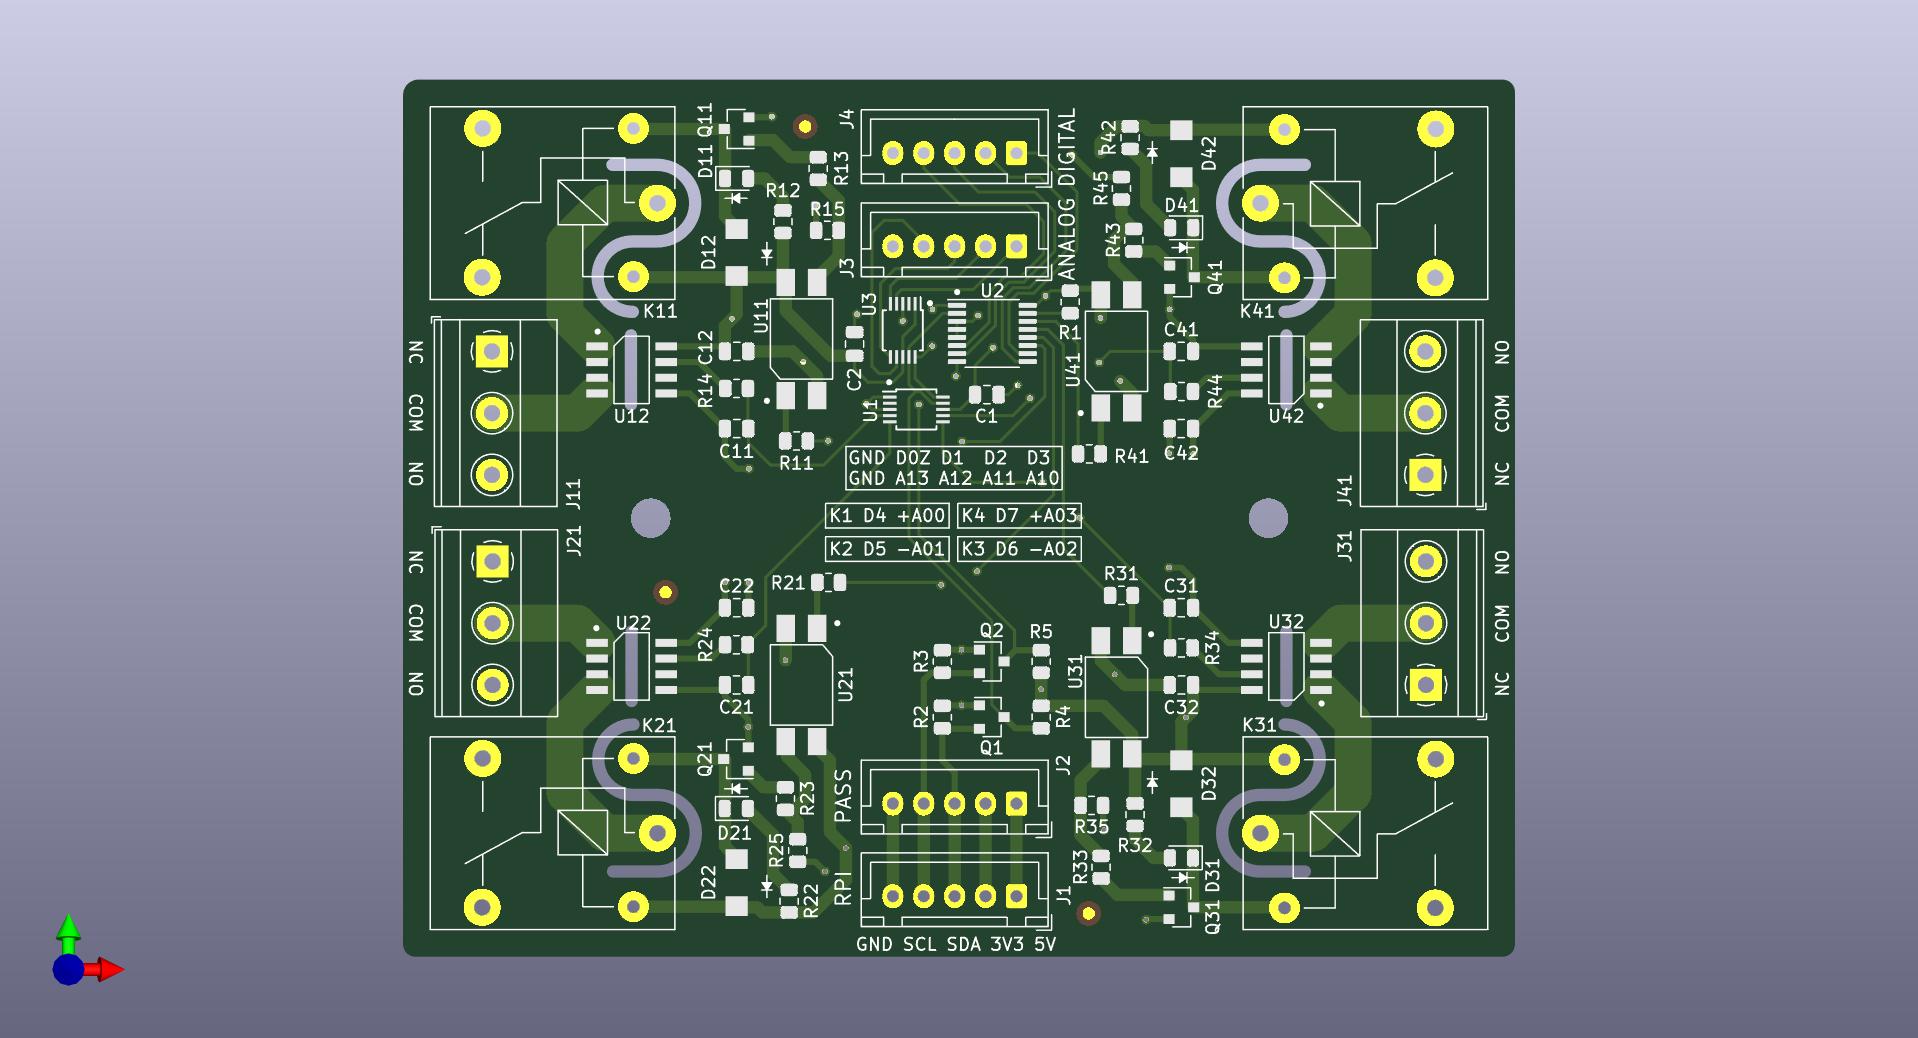 Q11
J4
DIGITAL
R42
D42
D11
R13
R12
R45
R15
D41
D12
J3
ANALOG
R43
Q41
K11
U11
U3
U2
R1
K41
NC
C12
C41
NO
COM
R14
C2
U41
R44
COM
U12
U1
C1
U42
NO
C11
R11
R41
C42
NC
GND D0Z D1 D2 D3
GND A13 A12 A11 A10
J11
J41
K1 D4 +A00
K4 D7 +A03
K2 D5 -A01
K3 D6 -A02
J21
J31
NC
C22
R21
R31
C31
NO
COM
U22
R24
Q2
R5
U32
COM
R3
U31
R34
NO
U21
NC
C21
R2
R4
C32
K21
Q1
K31
Q21
PASS
J2
D32
R23
D21
R35
R32
R25
D22
RPI
R33
D31
R22
J1
Q31
GND SCL SDA 3V3 5V